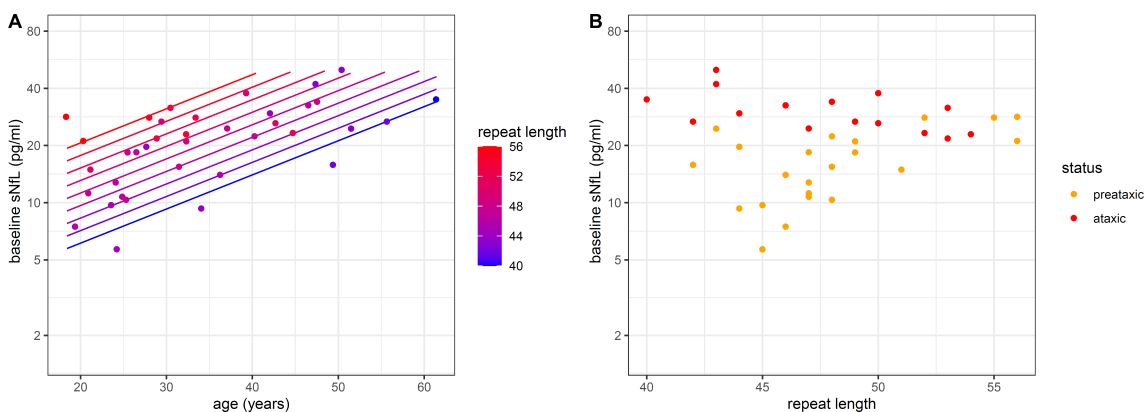 A
baseline sNfL (pg/ml)
80
40
20
10
5
2
20
30
40
50
60
age (years)
repeat length
56
52
48
44
40
B
baseline sNfL (pg/ml)
80
40
20
10
5
2
40
45
50
55
repeat length
status
preataxic
ataxic